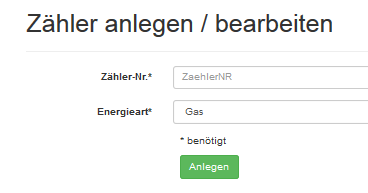 Zähler anlegen / bearbeiten
Zähler-Nr.* ZaehlerNR
Energieart* Gas
* benötigt
Anlegen